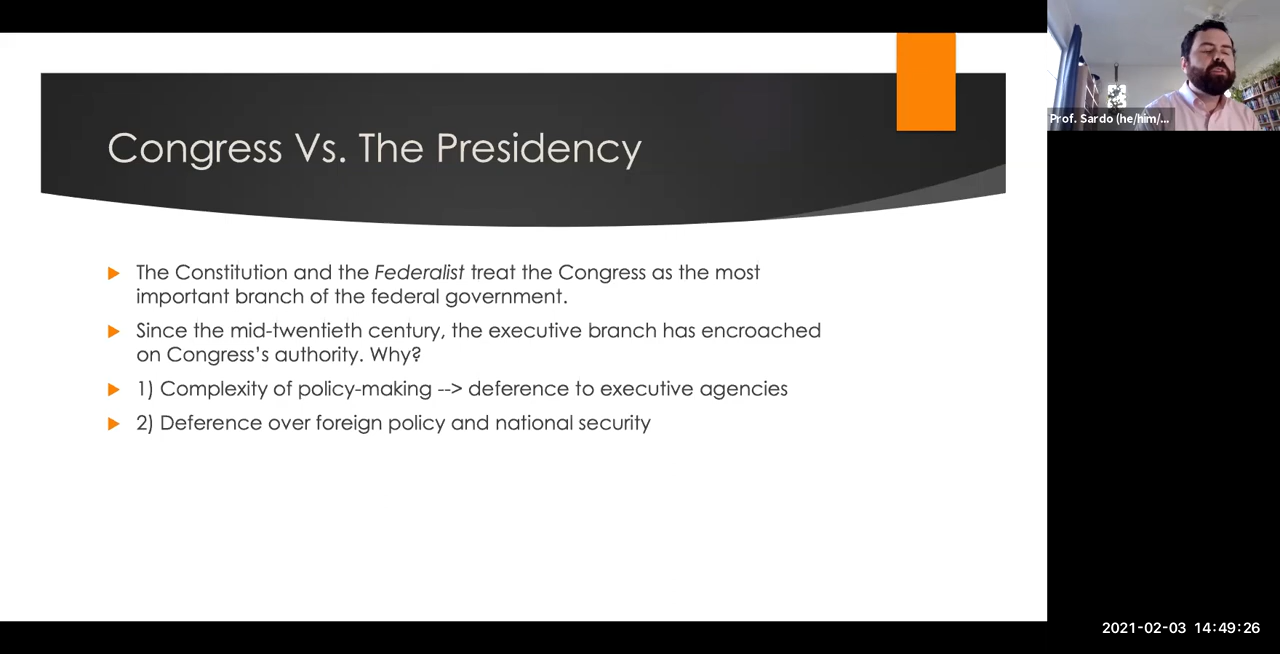 Congress Vs. The Presidency
The Constitution and the Federalist treat the Congress as the most
important branch of the federal government.
Since the mid-twentieth century, the executive branch has encroached
on Congress's authority. Why?
1) Complexity of policy-making --> deference to executive agencies
2) Deference over foreign policy and national security
Prof. Sardo (he/him/...
2021-02-03 14:49:26